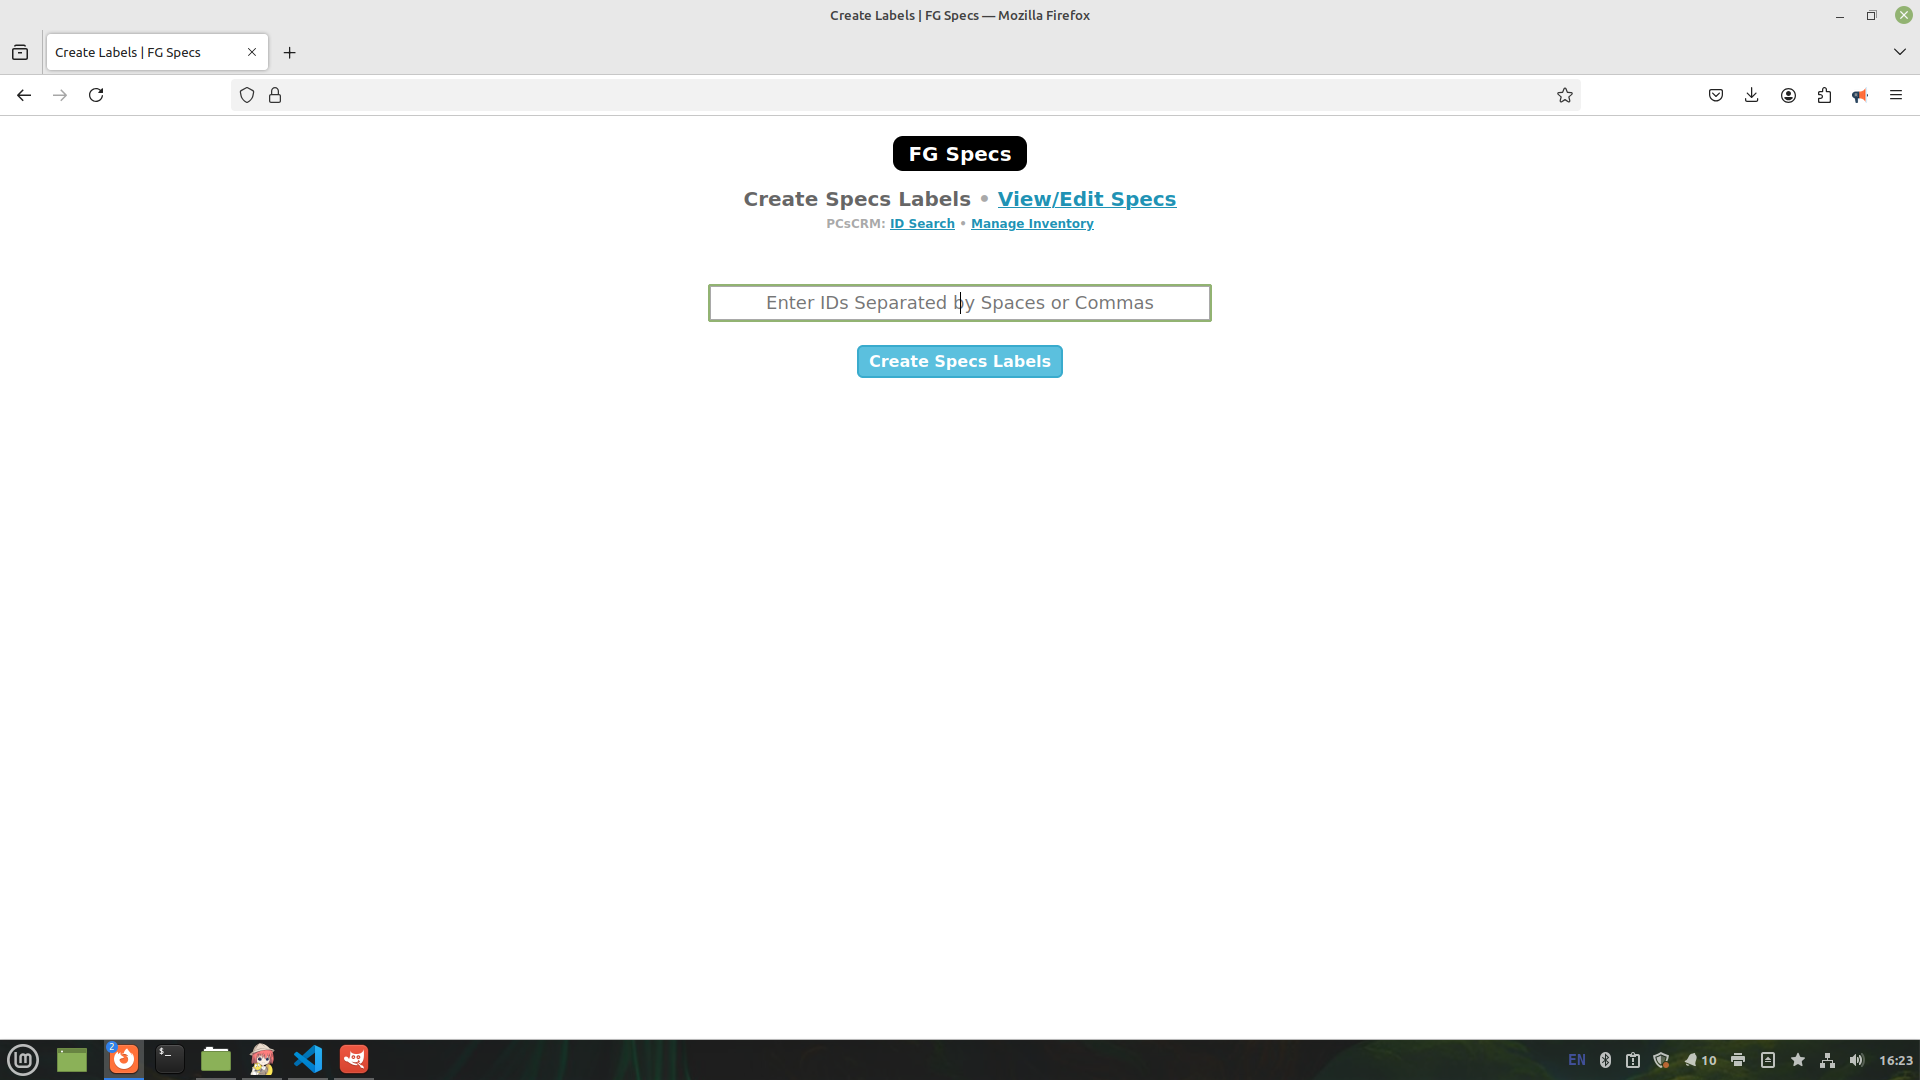 Create Labels | FG Specs — Mozilla Firefox
Create Labels | FG Specs
FG Specs
Create Specs Labels • View/Edit Specs
PCsCRM: ID Search • Manage Inventory
Enter IDs Separated by Spaces or Commas
Create Specs Labels
2
$_
lm
EN
10
16:23